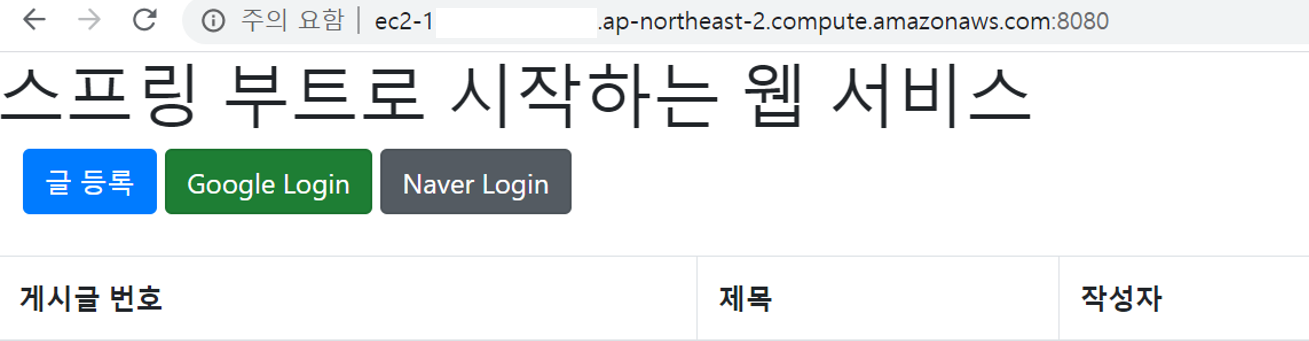 주의 요함 ec2-1 .ap-northeast-2.compute.amazonaws.com:8080
스프링 부트로 시작하는 웹 서비스
글 등록 Google Login Naver Login
게시글 번호 제목 작성자